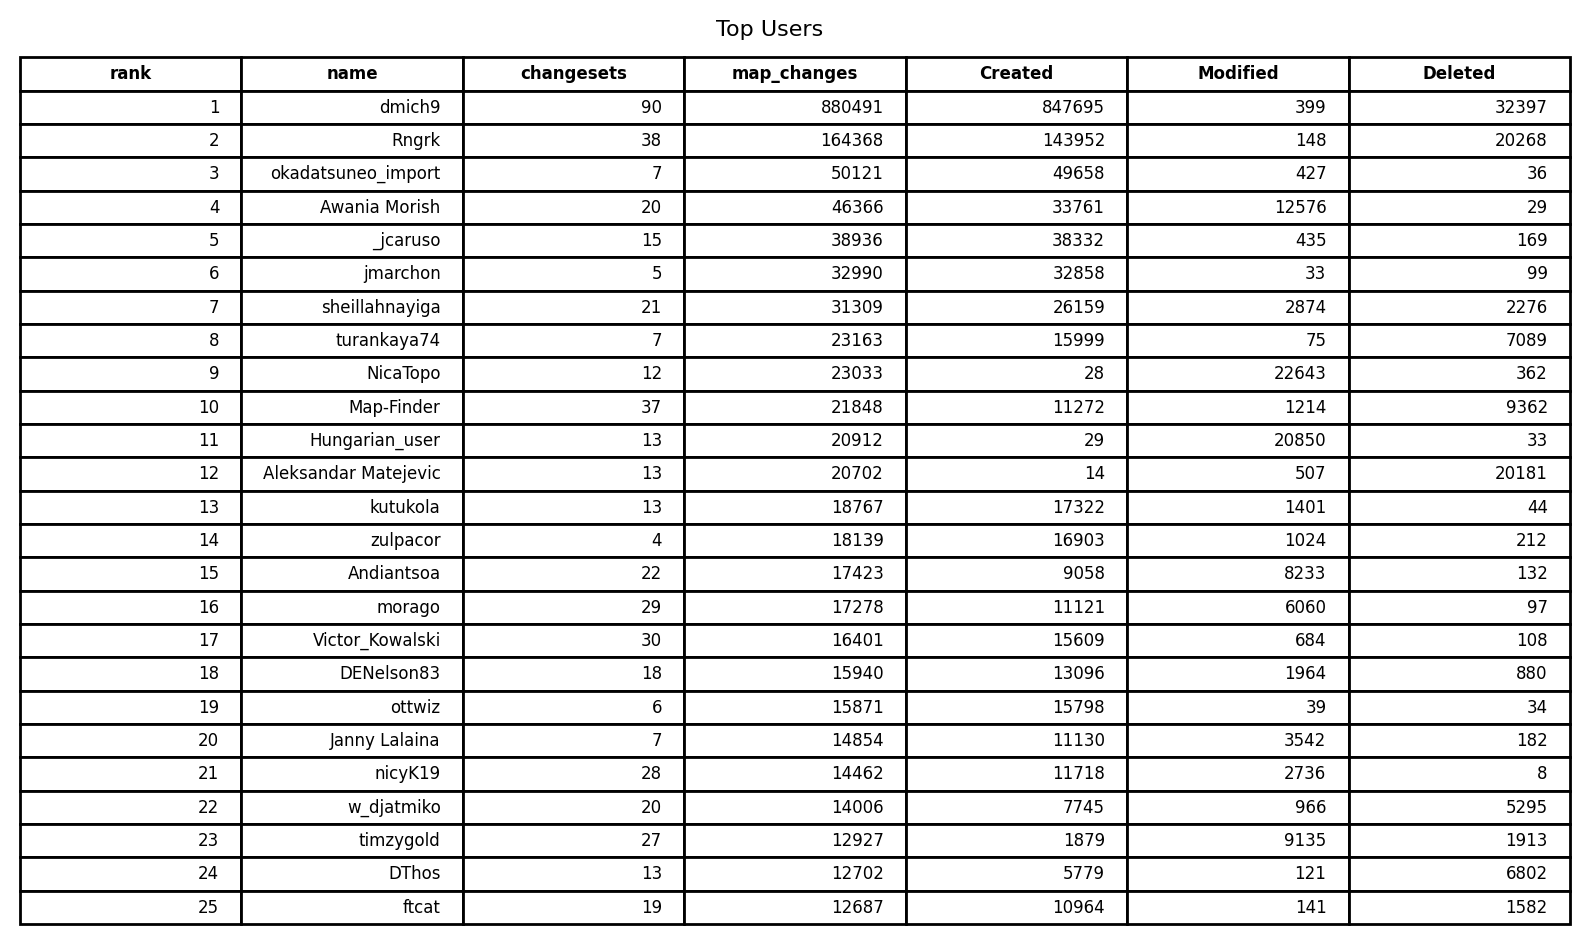 Top Users
rank name changesets map_changes Created Modified Deleted
1 dmich9 90 880491 847695 399 32397
2 Rngrk 38 164368 143952 148 20268
3 okadatsuneo_import 7 50121 49658 427 36
4 Awania Morish 20 46366 33761 12576 29
5 _jcaruso 15 38936 38332 435 169
6 jmarchon 5 32990 32858 33 99
7 sheillahnayiga 21 31309 26159 2874 2276
8 turankaya74 7 23163 15999 75 7089
9 NicaTopo 12 23033 28 22643 362
10 Map-Finder 37 21848 11272 1214 9362
11 Hungarian_user 13 20912 29 20850 33
12 Aleksandar Matejevic 13 20702 14 507 20181
13 kutukola 13 18767 17322 1401 44
14 zulpacor 4 18139 16903 1024 212
15 Andiantsoa 22 17423 9058 8233 132
16 morago 29 17278 11121 6060 97
17 Victor_Kowalski 30 16401 15609 684 108
18 DENelson83 18 15940 13096 1964 880
19 ottwiz 6 15871 15798 39 34
20 Janny Lalaina 7 14854 11130 3542 182
21 nicyK19 28 14462 11718 2736 8
22 w_djatmiko 20 14006 7745 966 5295
23 timzygold 27 12927 1879 9135 1913
24 DThos 13 12702 5779 121 6802
25 ftcat 19 12687 10964 141 1582